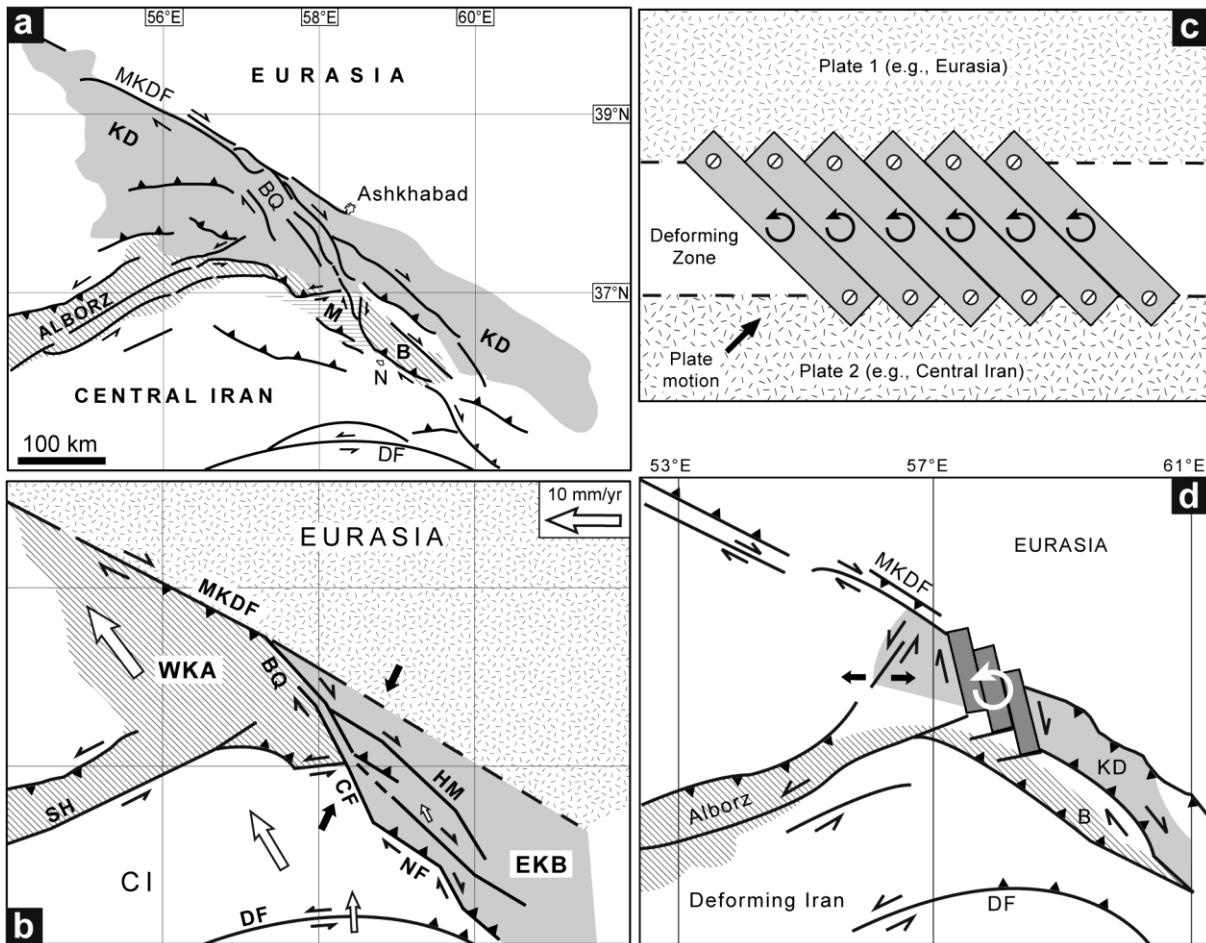 a
56°E
58°E
60°E
EURASIA
MKDF
39°N
KD
BQ
Ashkhabad
37°N
ALBORZ
M
KD
B
N
CENTRAL IRAN
100 km
DF
c
Plate 1 (e.g., Eurasia)
Deforming
Zone
Plate
motion
Plate 2 (e.g., Central Iran)
b
10 mm/yr
EURASIA
MKDF
WKA
BQ
HM
CF
SH
EKB
NF
CI
DF
53°E
57°E
61°E
d
MKDF
EURASIA
KD
Alborz
B
Deforming Iran
DF